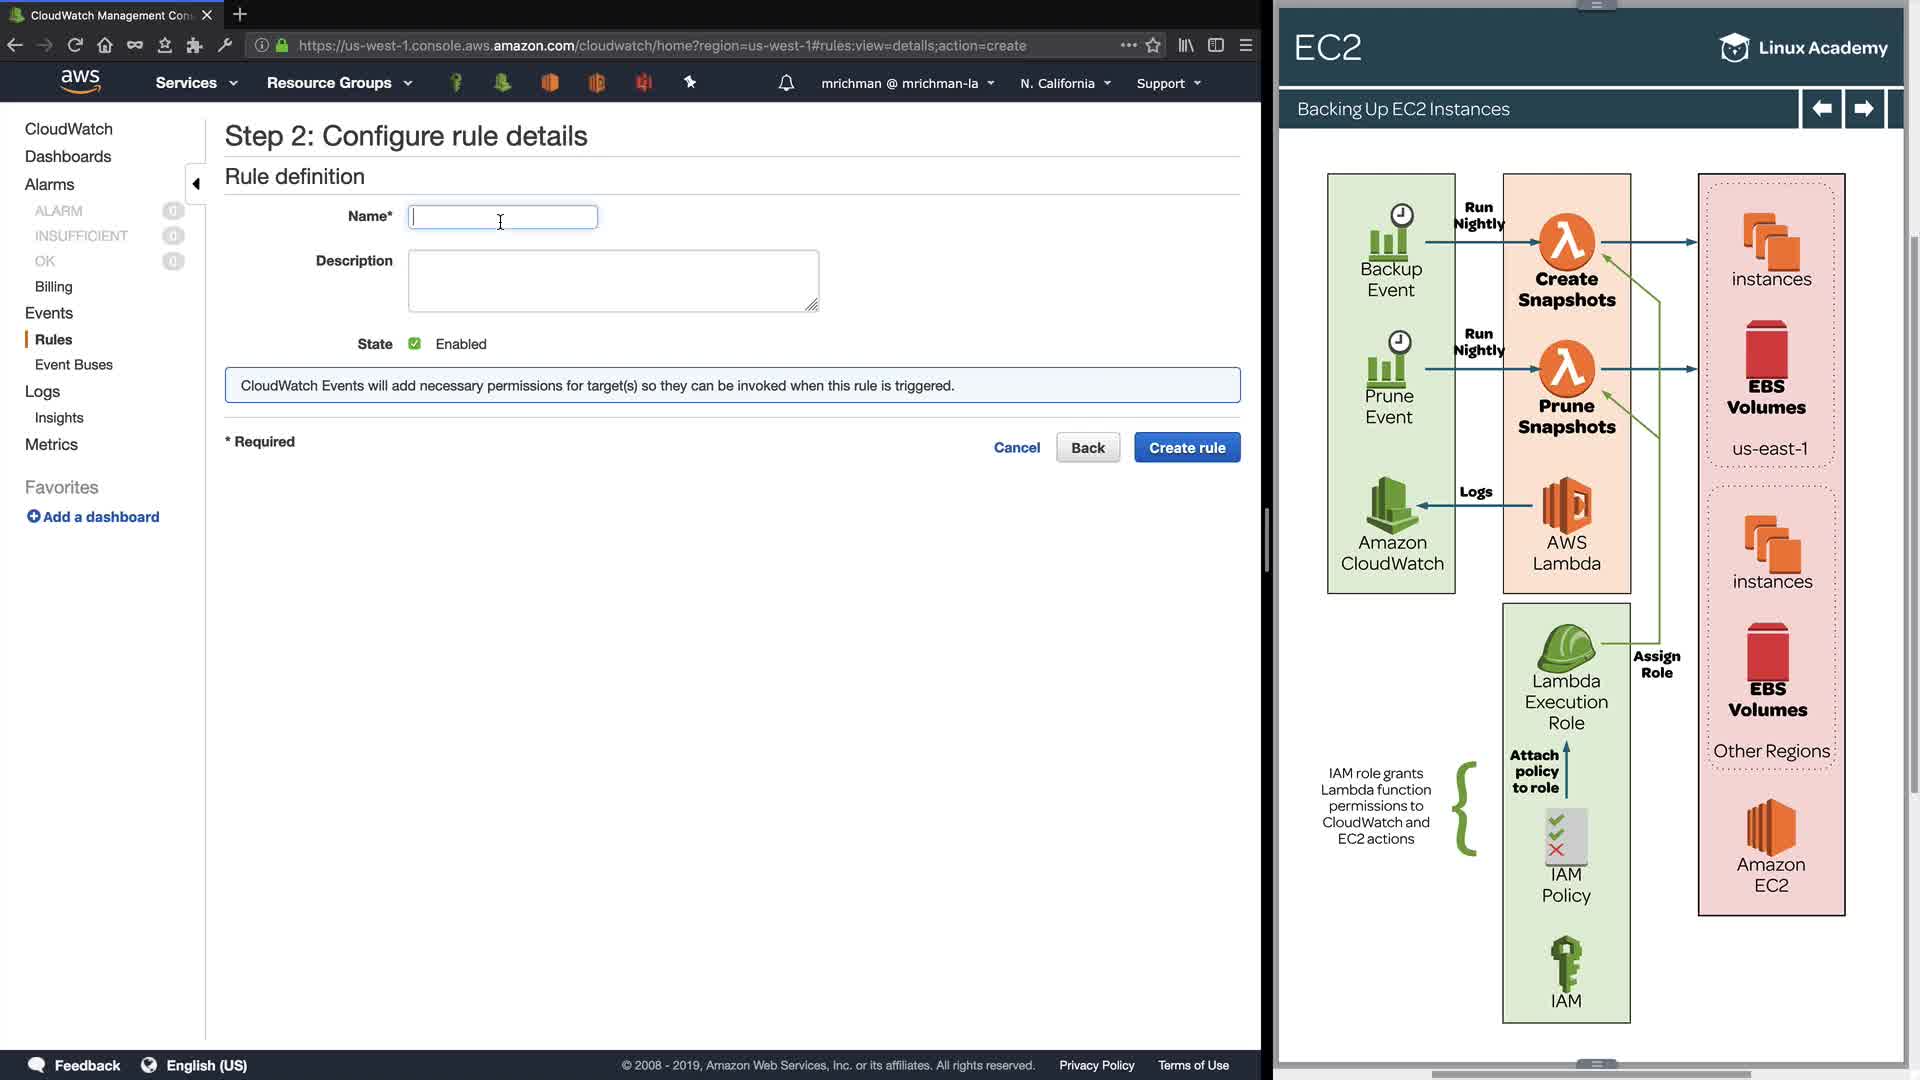 CloudWatch Management Con
https://us-west-1.console.aws.amazon.com/cloudwatch/home?region=us-west-1#rules:view=details;action=create
aws
Services
Resource Groups
mrichman @ mrichman-la
N. California
Support
CloudWatch
Dashboards
Alarms
ALARM
0
INSUFFICIENT
0
OK
0
Billing
Events
Rules
Event Buses
Logs
Insights
Metrics
Favorites
Add a dashboard
Step 2: Configure rule details
Rule definition
Name*
Description
State
Enabled
CloudWatch Events will add necessary permissions for target(s) so they can be invoked when this rule is triggered.
* Required
Cancel
Back
Create rule
Feedback
English (US)
© 2008 - 2019, Amazon Web Services, Inc. or its affiliates. All rights reserved.
Privacy Policy
Terms of Use
EC2
Linux Academy
Backing Up EC2 Instances
Backup
Event
Run
Nightly
Create
Snapshots
instances
Prune
Event
Run
Nightly
Prune
Snapshots
EBS
Volumes
us-east-1
Amazon
CloudWatch
Logs
AWS
Lambda
instances
Lambda
Execution
Role
Assign
Role
EBS
Volumes
Other Regions
Attach
policy
to role
IAM role grants
Lambda function
permissions to
CloudWatch and
EC2 actions
IAM
Policy
Amazon
EC2
IAM